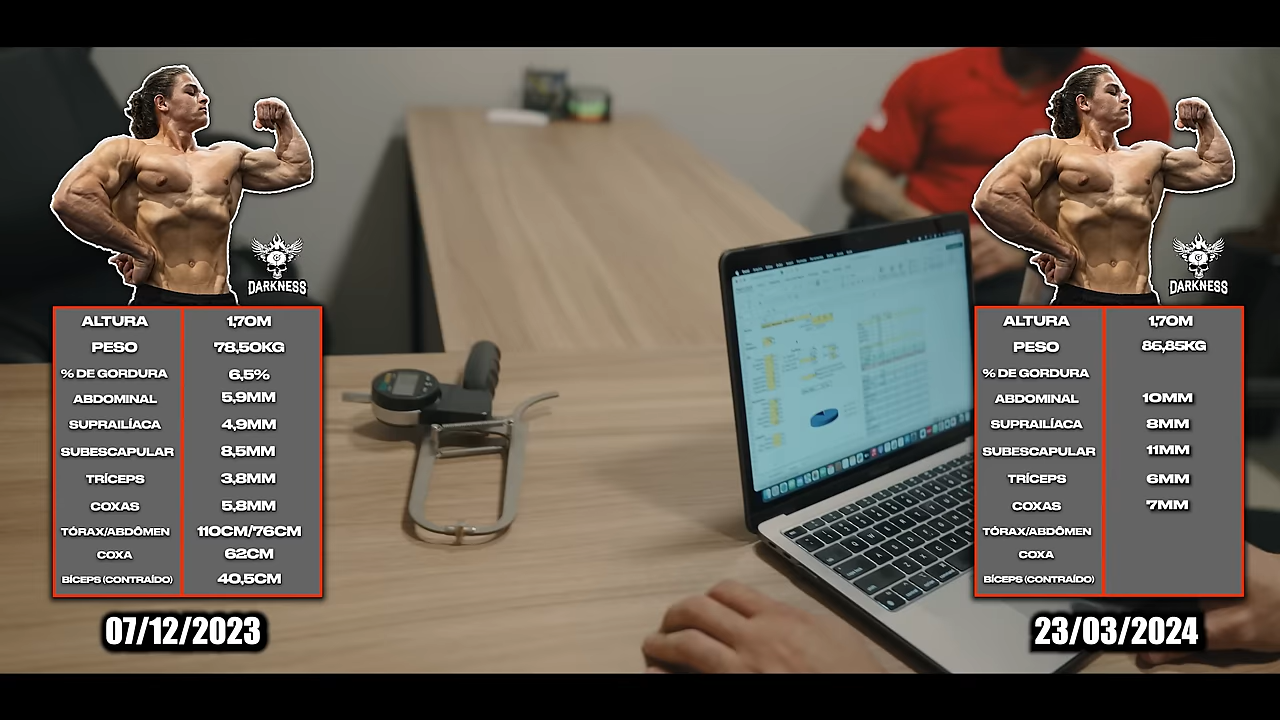 DARKNESS
ALTURA 1,70M
PESO 78,50KG
% DE GORDURA 6,5%
ABDOMINAL 5,9MM
SUPRAILÍACA 4,9MM
SUBESCAPULAR 8,5MM
TRÍCEPS 3,8MM
COXAS 5,8MM
TÓRAX/ABDÔMEN 110CM/76CM
COXA 62CM
BÍCEPS (CONTRAÍDO) 40,5CM
07/12/2023
DARKNESS
ALTURA 1,70M
PESO 86,85KG
% DE GORDURA
ABDOMINAL 10MM
SUPRAILÍACA 8MM
SUBESCAPULAR 11MM
TRÍCEPS 6MM
COXAS 7MM
TÓRAX/ABDÔMEN
COXA
BÍCEPS (CONTRAÍDO)
23/03/2024